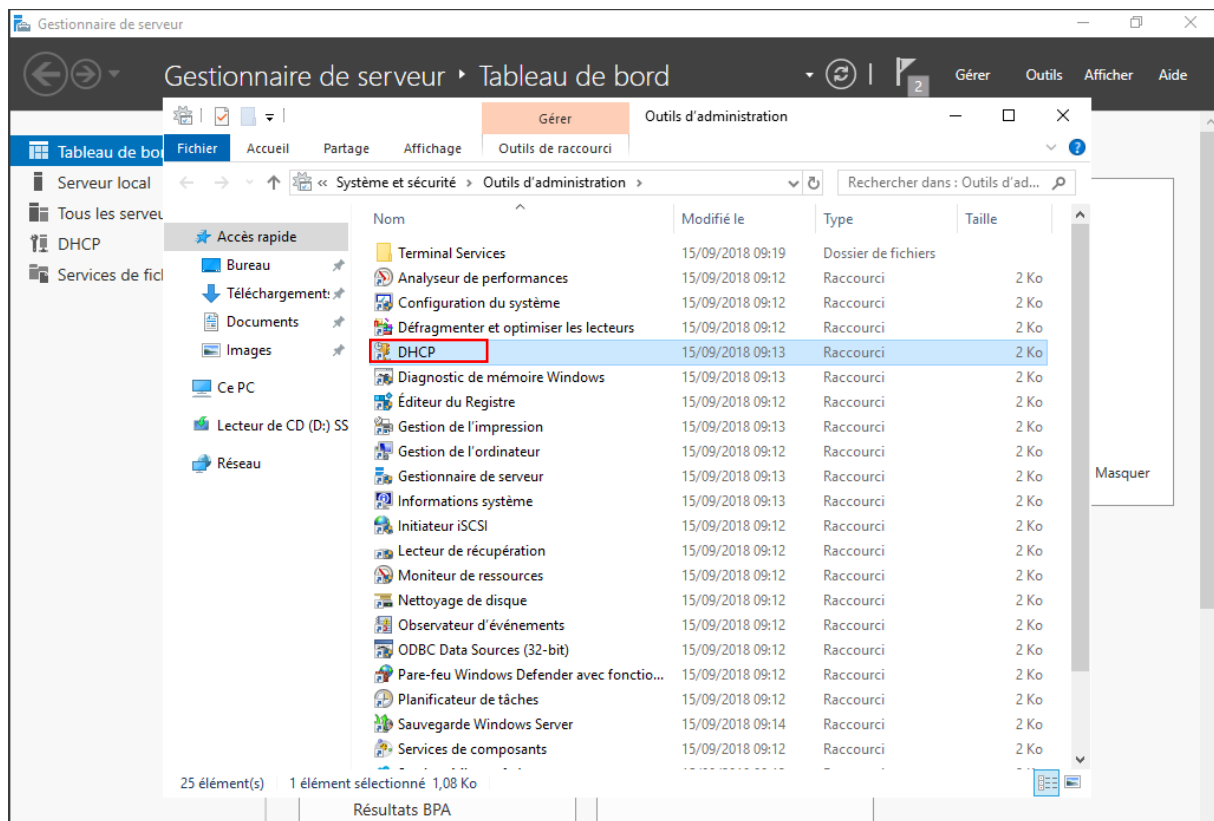 Gestionnaire de serveur
Gestionnaire de serveur ‣ Tableau de bord
2
Gérer Outils Afficher Aide
Gérer Outils d'administration
Fichier Accueil Partage Affichage Outils de raccourci
« Système et sécurité > Outils d'administration >
Rechercher dans : Outils d'ad...
Tableau de bo
Serveur local
Tous les serveu
DHCP
Services de fic
Accès rapide
Bureau
Téléchargement
Documents
Images
Ce PC
Lecteur de CD (D:) SS
Réseau
Nom Modifié le Type Taille
Terminal Services 15/09/2018 09:19 Dossier de fichiers
Analyseur de performances 15/09/2018 09:12 Raccourci 2 Ko
Configuration du système 15/09/2018 09:12 Raccourci 2 Ko
Défragmenter et optimiser les lecteurs 15/09/2018 09:12 Raccourci 2 Ko
DHCP 15/09/2018 09:13 Raccourci 2 Ko
Diagnostic de mémoire Windows 15/09/2018 09:13 Raccourci 2 Ko
Éditeur du Registre 15/09/2018 09:12 Raccourci 2 Ko
Gestion de l'impression 15/09/2018 09:13 Raccourci 2 Ko
Gestion de l'ordinateur 15/09/2018 09:12 Raccourci 2 Ko
Gestionnaire de serveur 15/09/2018 09:13 Raccourci 2 Ko
Informations système 15/09/2018 09:13 Raccourci 2 Ko
Initiateur iSCSI 15/09/2018 09:12 Raccourci 2 Ko
Lecteur de récupération 15/09/2018 09:12 Raccourci 2 Ko
Moniteur de ressources 15/09/2018 09:12 Raccourci 2 Ko
Nettoyage de disque 15/09/2018 09:12 Raccourci 2 Ko
Observateur d'événements 15/09/2018 09:12 Raccourci 2 Ko
ODBC Data Sources (32-bit) 15/09/2018 09:12 Raccourci 2 Ko
Pare-feu Windows Defender avec fonctio... 15/09/2018 09:12 Raccourci 2 Ko
Planificateur de tâches 15/09/2018 09:12 Raccourci 2 Ko
Sauvegarde Windows Server 15/09/2018 09:14 Raccourci 2 Ko
Services de composants 15/09/2018 09:12 Raccourci 2 Ko
Masquer
25 élément(s) 1 élément sélectionné 1,08 Ko
Résultats BPA